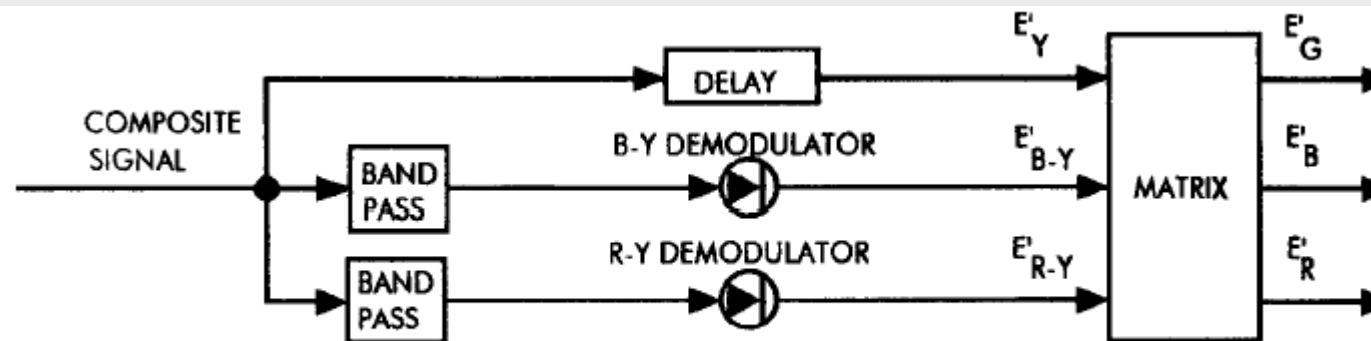 E'Y
E'G
DELAY
COMPOSITE
SIGNAL
B-Y DEMODULATOR
E'B-Y
E'B
BAND
PASS
MATRIX
R-Y DEMODULATOR
E'R-Y
E'R
BAND
PASS